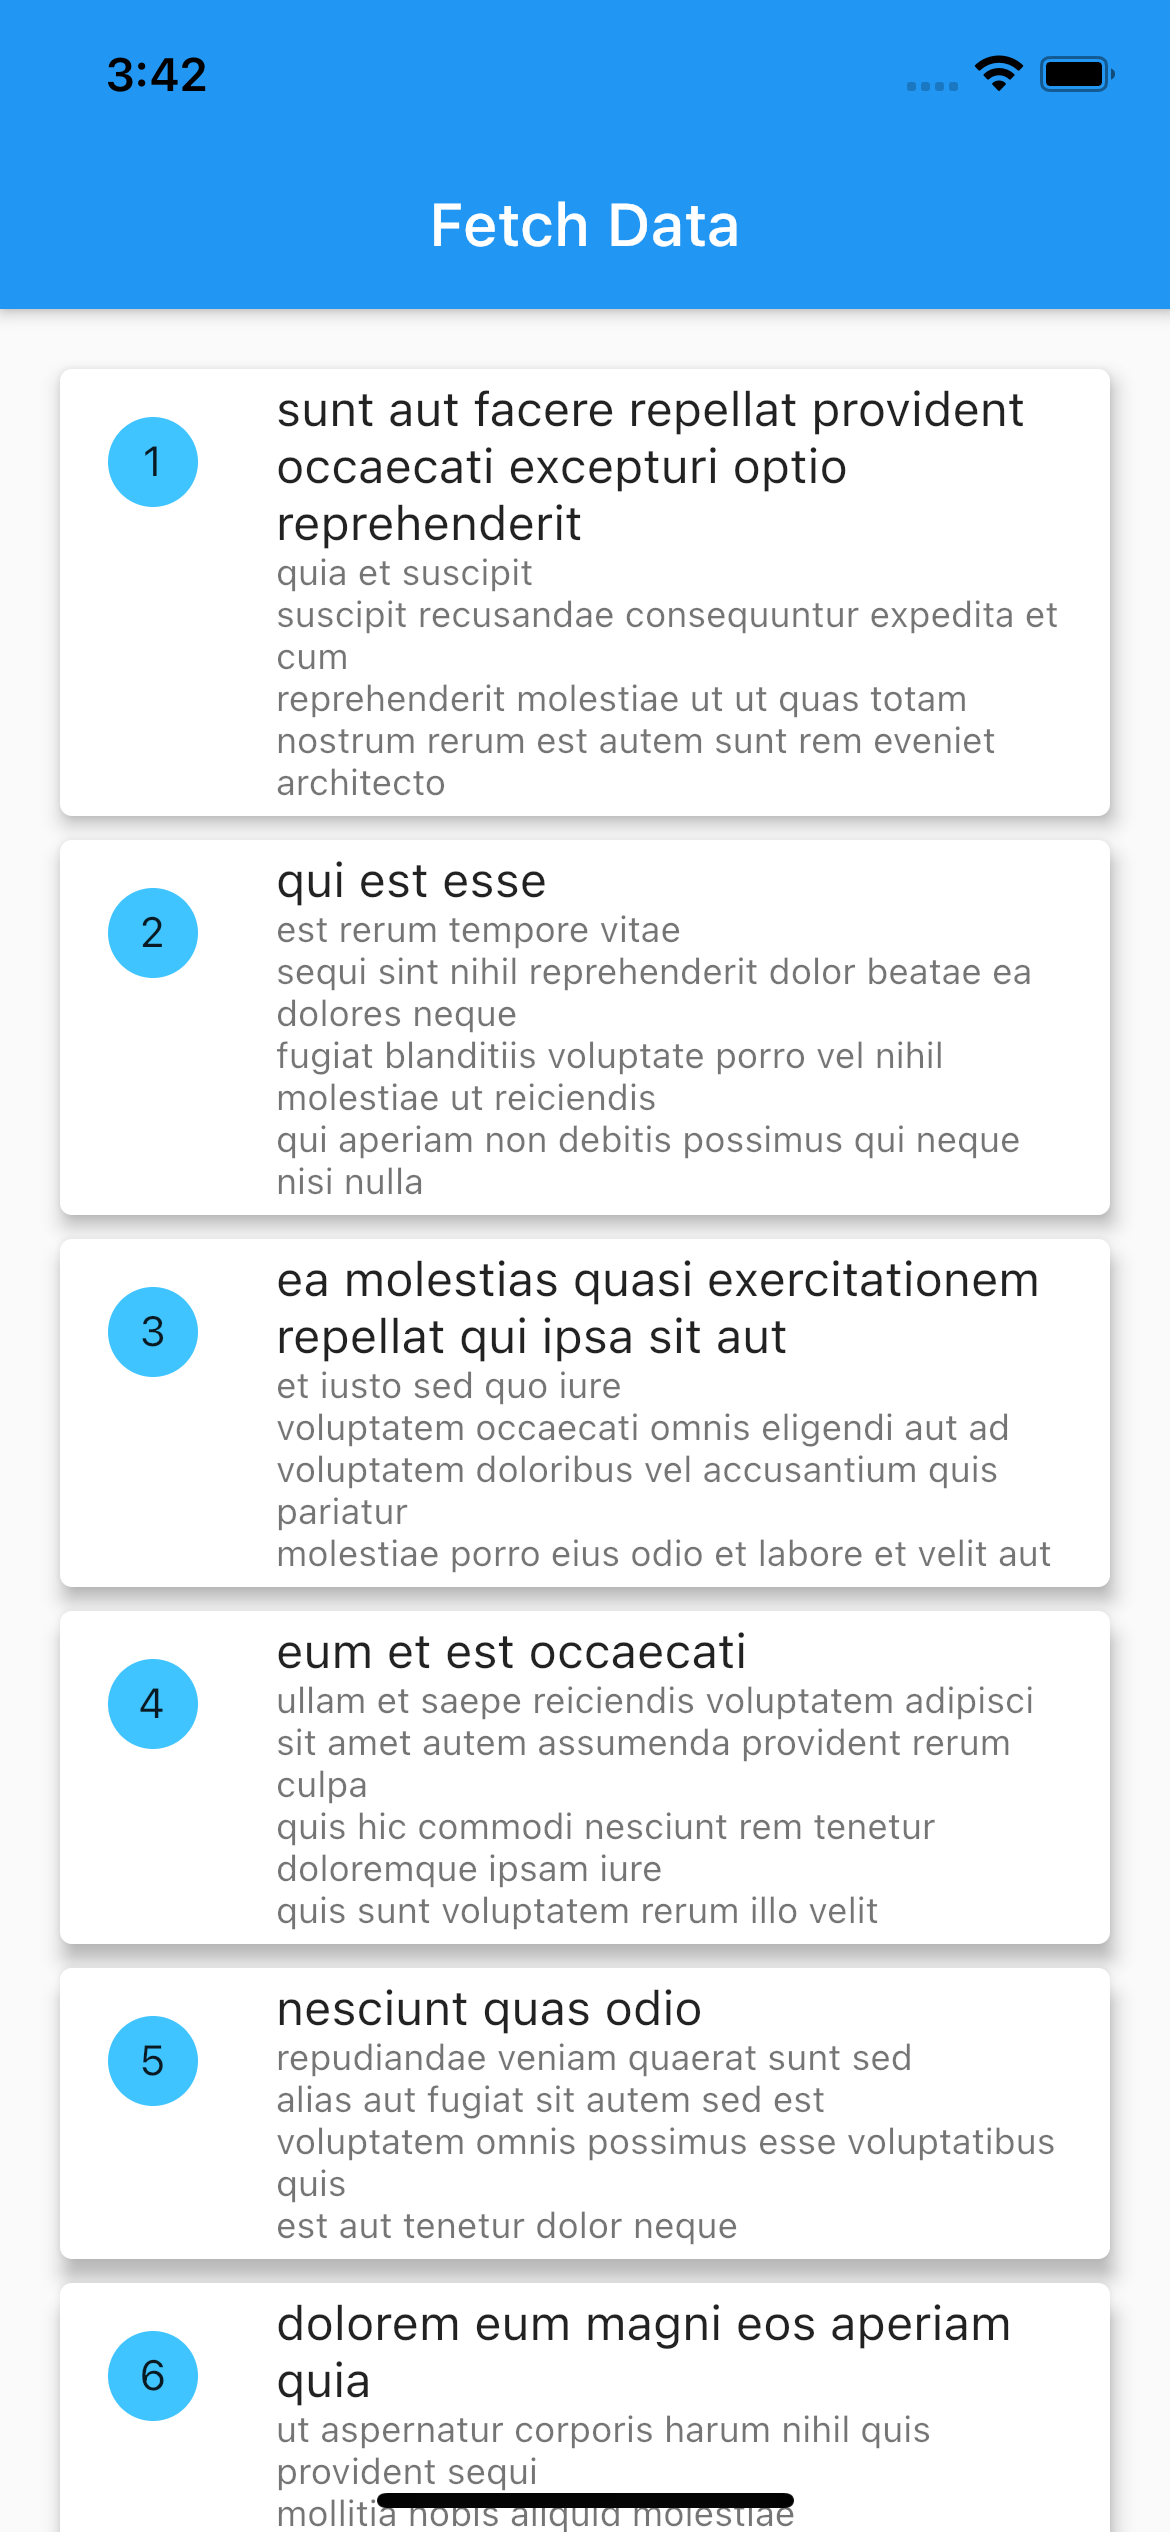 3:42
Fetch Data
1
sunt aut facere repellat provident
occaecati excepturi optio
reprehenderit
quia et suscipit
suscipit recusandae consequuntur expedita et
cum
reprehenderit molestiae ut ut quas totam
nostrum rerum est autem sunt rem eveniet
architecto
2
qui est esse
est rerum tempore vitae
sequi sint nihil reprehenderit dolor beatae ea
dolores neque
fugiat blanditiis voluptate porro vel nihil
molestiae ut reiciendis
qui aperiam non debitis possimus qui neque
nisi nulla
3
ea molestias quasi exercitationem
repellat qui ipsa sit aut
et iusto sed quo iure
voluptatem occaecati omnis eligendi aut ad
voluptatem doloribus vel accusantium quis
pariatur
molestiae porro eius odio et labore et velit aut
4
eum et est occaecati
ullam et saepe reiciendis voluptatem adipisci
sit amet autem assumenda provident rerum
culpa
quis hic commodi nesciunt rem tenetur
doloremque ipsam iure
quis sunt voluptatem rerum illo velit
5
nesciunt quas odio
repudiandae veniam quaerat sunt sed
alias aut fugiat sit autem sed est
voluptatem omnis possimus esse voluptatibus
quis
est aut tenetur dolor neque
6
dolorem eum magni eos aperiam
quia
ut aspernatur corporis harum nihil quis
provident sequi
mollitia nobis aliquid molestiae